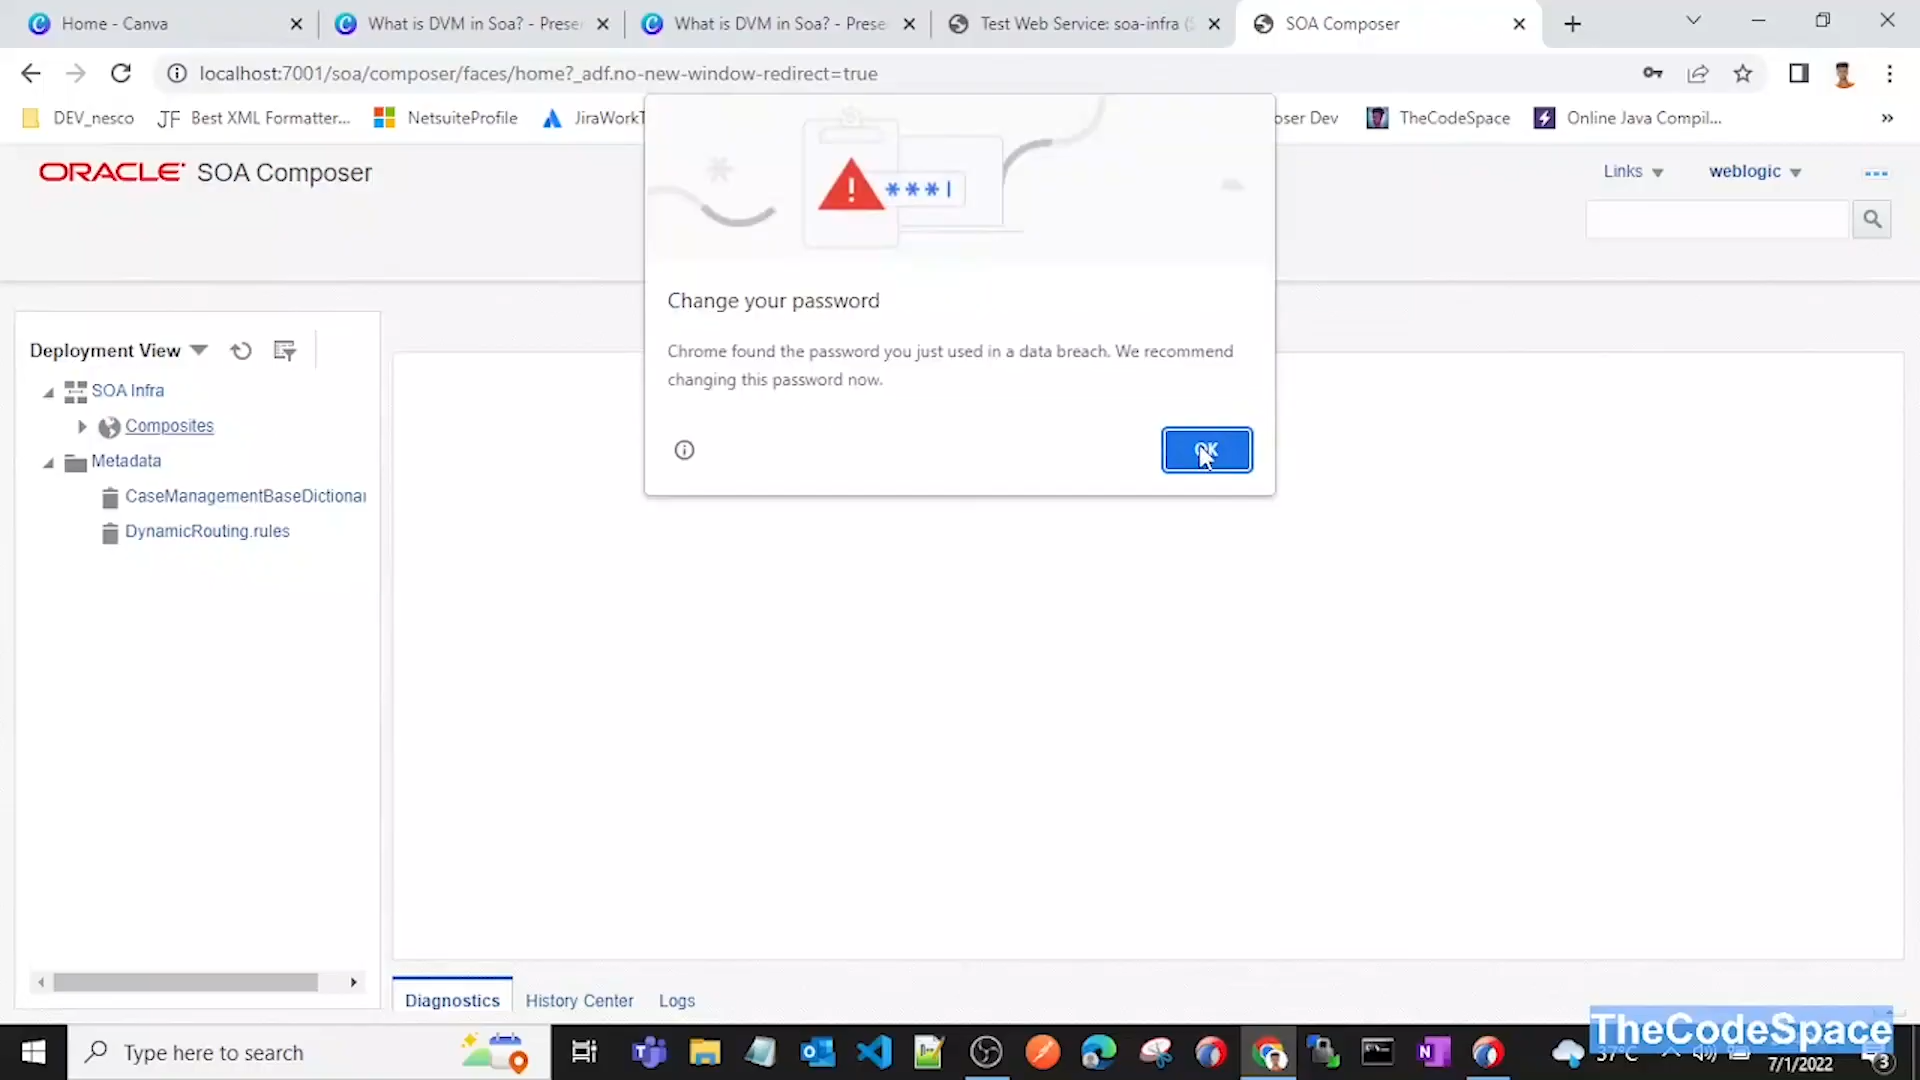 Home - Canva
What is DVM in Soa? - Prese
What is DVM in Soa? - Prese
Test Web Service: soa-infra (
SOA Composer
localhost:7001/soa/composer/faces/home?_adf.no-new-window-redirect=true
DEV_nesco
JF Best XML Formatter...
NetsuiteProfile
JiraWorkT
oser Dev
TheCodeSpace
Online Java Compil...
»
ORACLE SOA Composer
Links
weblogic
***|
Change your password
Chrome found the password you just used in a data breach. We recommend
changing this password now.
OK
Deployment View
SOA Infra
Composites
Metadata
CaseManagementBaseDictionar
DynamicRouting.rules
Diagnostics
History Center
Logs
TheCodeSpace
Type here to search
37°C
7/1/2022
3